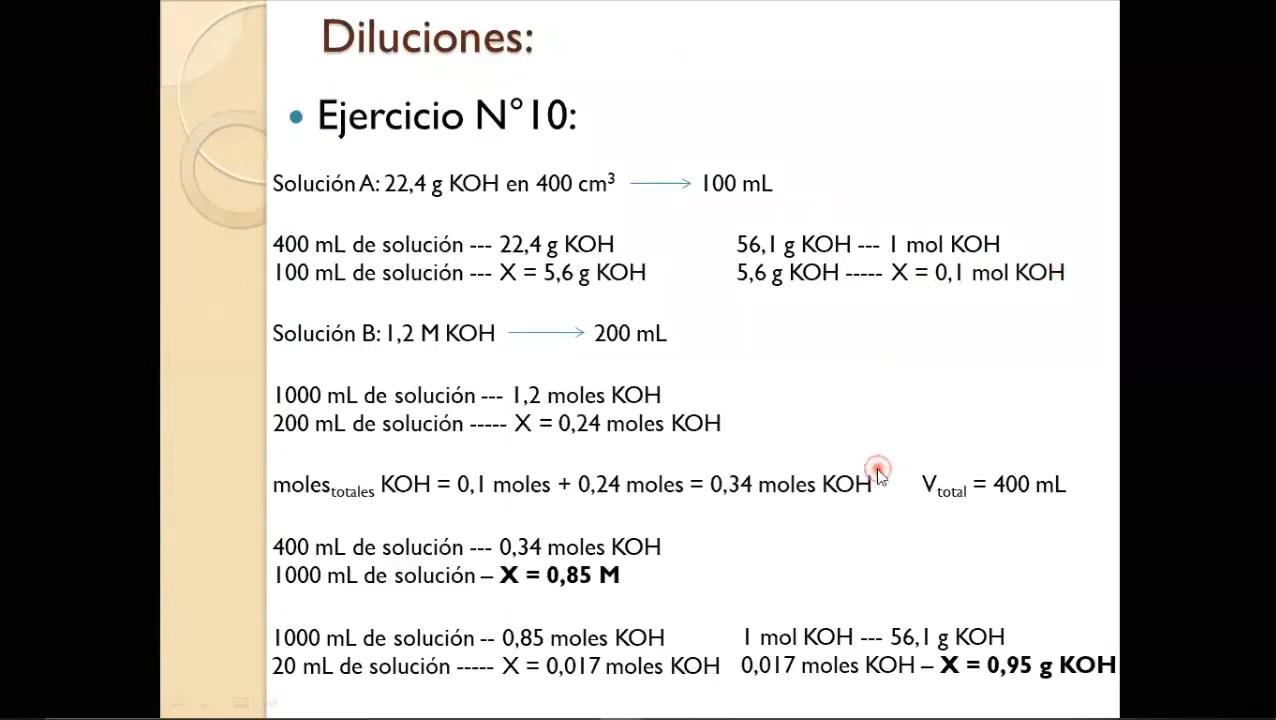 Diluciones:
• Ejercicio N°10:
Solución A: 22,4 g KOH en 400 cm³ ⟶ 100 mL
400 mL de solución --- 22,4 g KOH 56,1 g KOH --- 1 mol KOH
100 mL de solución --- X = 5,6 g KOH 5,6 g KOH ----- X = 0,1 mol KOH
Solución B: 1,2 M KOH ⟶ 200 mL
1000 mL de solución --- 1,2 moles KOH
200 mL de solución ----- X = 0,24 moles KOH
moles totales KOH = 0,1 moles + 0,24 moles = 0,34 moles KOH V total = 400 mL
400 mL de solución --- 0,34 moles KOH
1000 mL de solución – X = 0,85 M
1000 mL de solución -- 0,85 moles KOH 1 mol KOH --- 56,1 g KOH
20 mL de solución ----- X = 0,017 moles KOH 0,017 moles KOH – X = 0,95 g KOH